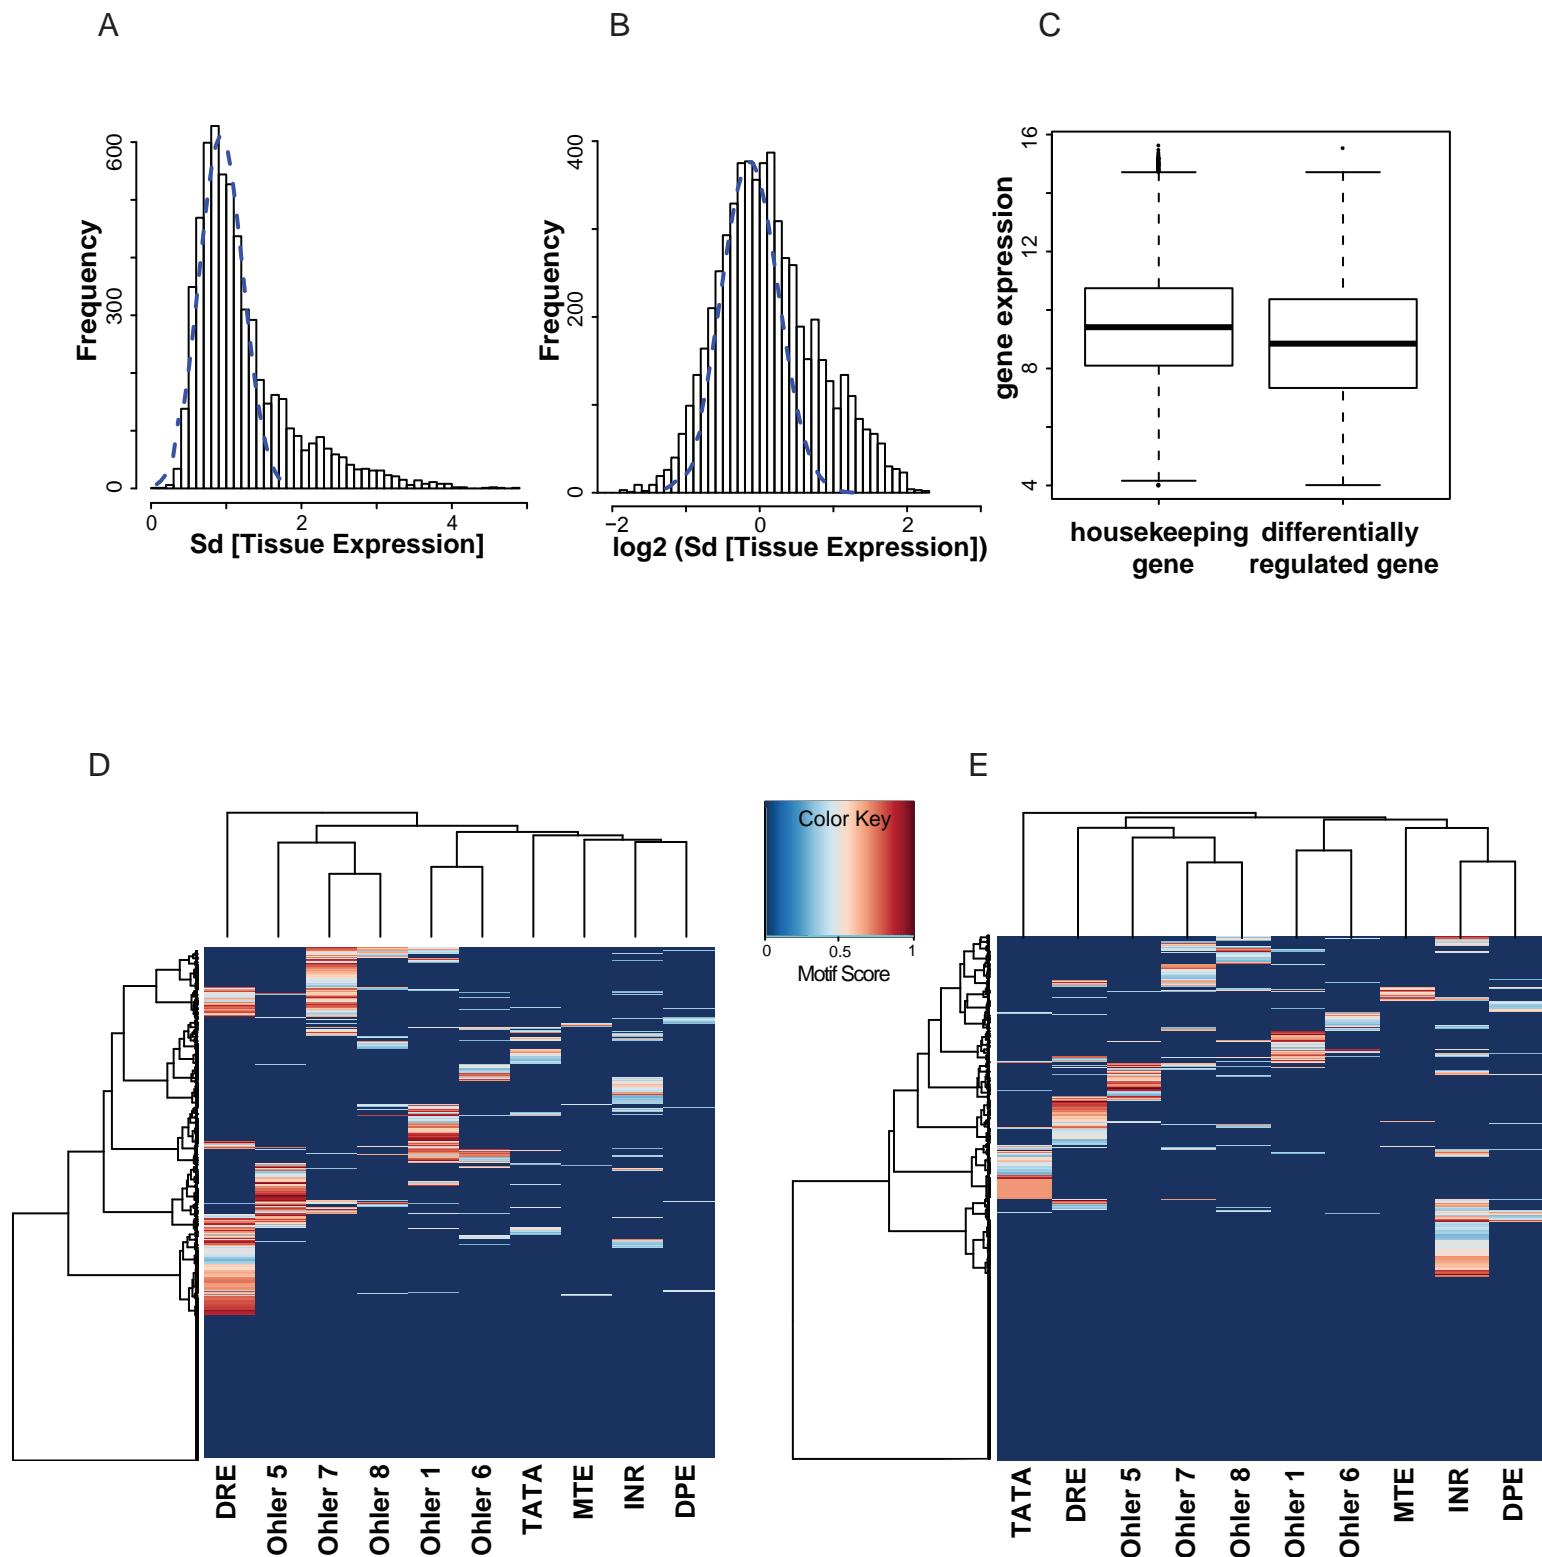 A
B
C
600
300
0
Frequency
0
2
4
Sd [Tissue Expression]
400
200
0
Frequency
−2
0
2
log2 (Sd [Tissue Expression])
16
12
8
4
gene expression
housekeeping gene
differentially regulated gene
D
E
Color Key
0
0.5
1
Motif Score
DRE
Ohler 5
Ohler 7
Ohler 8
Ohler 1
Ohler 6
TATA
MTE
INR
DPE
TATA
DRE
Ohler 5
Ohler 7
Ohler 8
Ohler 1
Ohler 6
MTE
INR
DPE